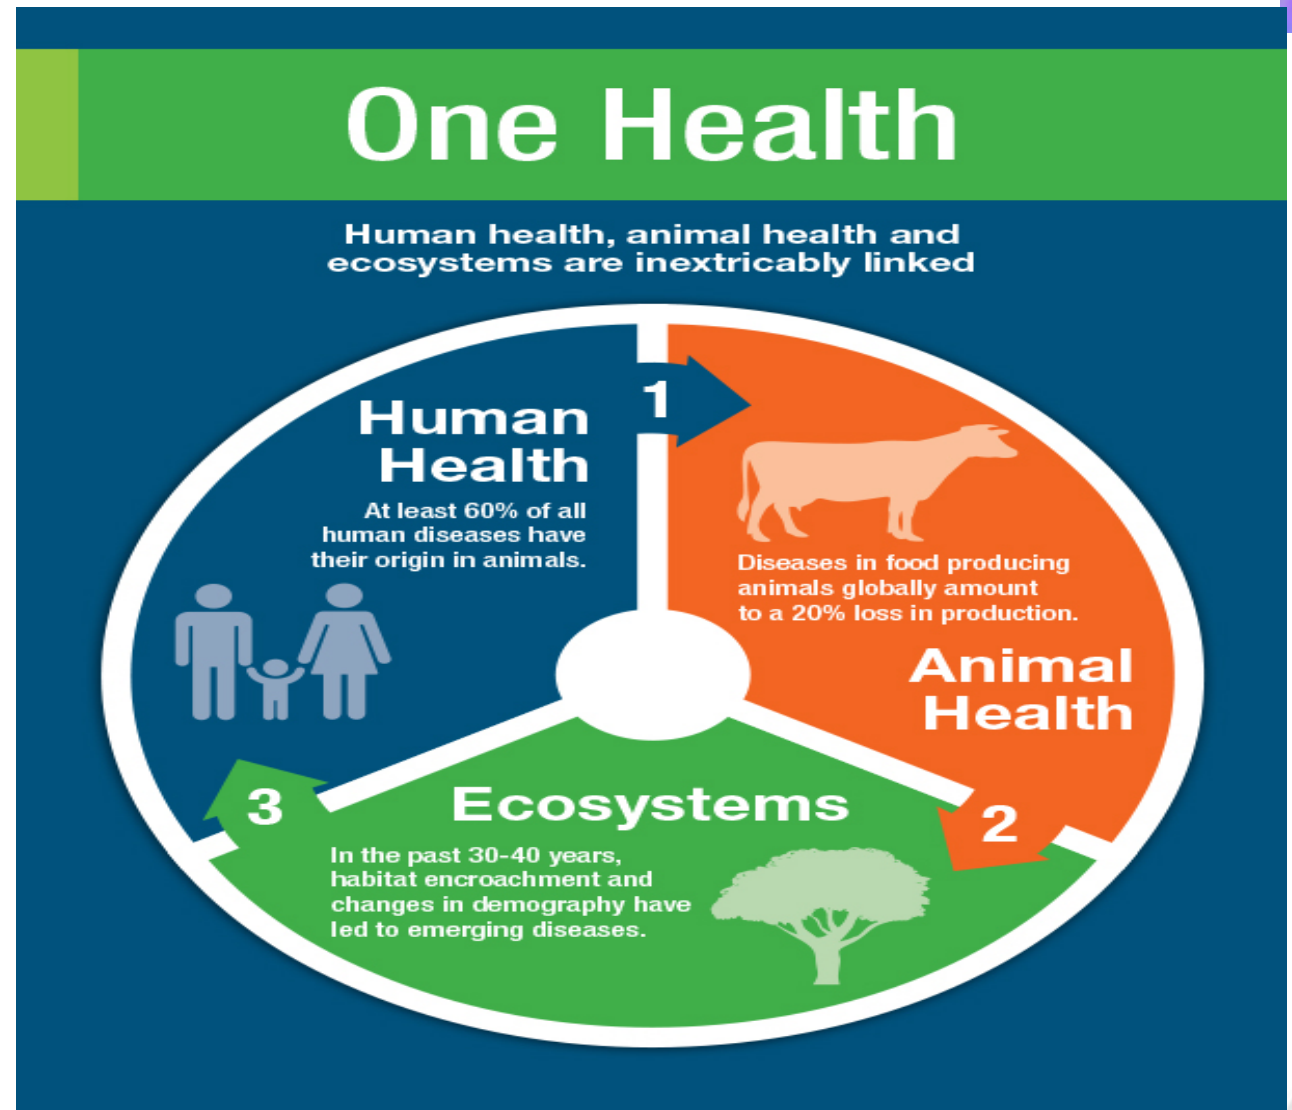 One Health
Human health, animal health and
ecosystems are inextricably linked
1
Human
Health
At least 60% of all
human diseases have
their origin in animals.
Diseases in food producing
animals globally amount
to a 20% loss in production.
Animal
Health
2
3
Ecosystems
In the past 30-40 years,
habitat encroachment and
changes in demography have
led to emerging diseases.